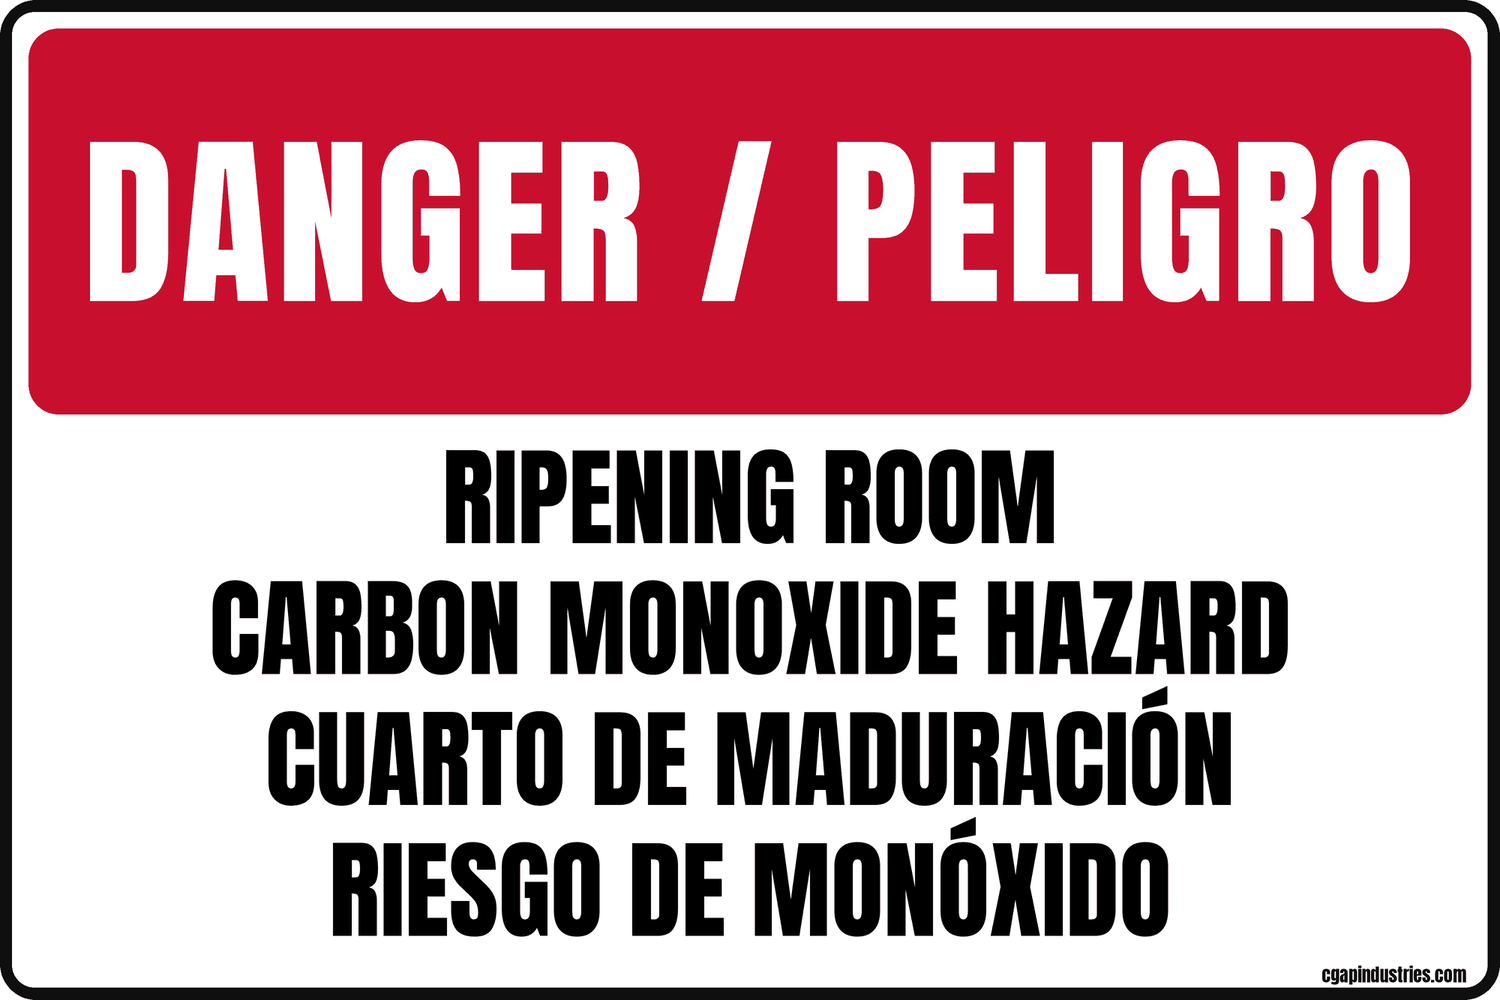 DANGER / PELIGRO
RIPENING ROOM
CARBON MONOXIDE HAZARD
CUARTO DE MADURACIÓN
RIESGO DE MONÓXIDO
cgapindustries.com